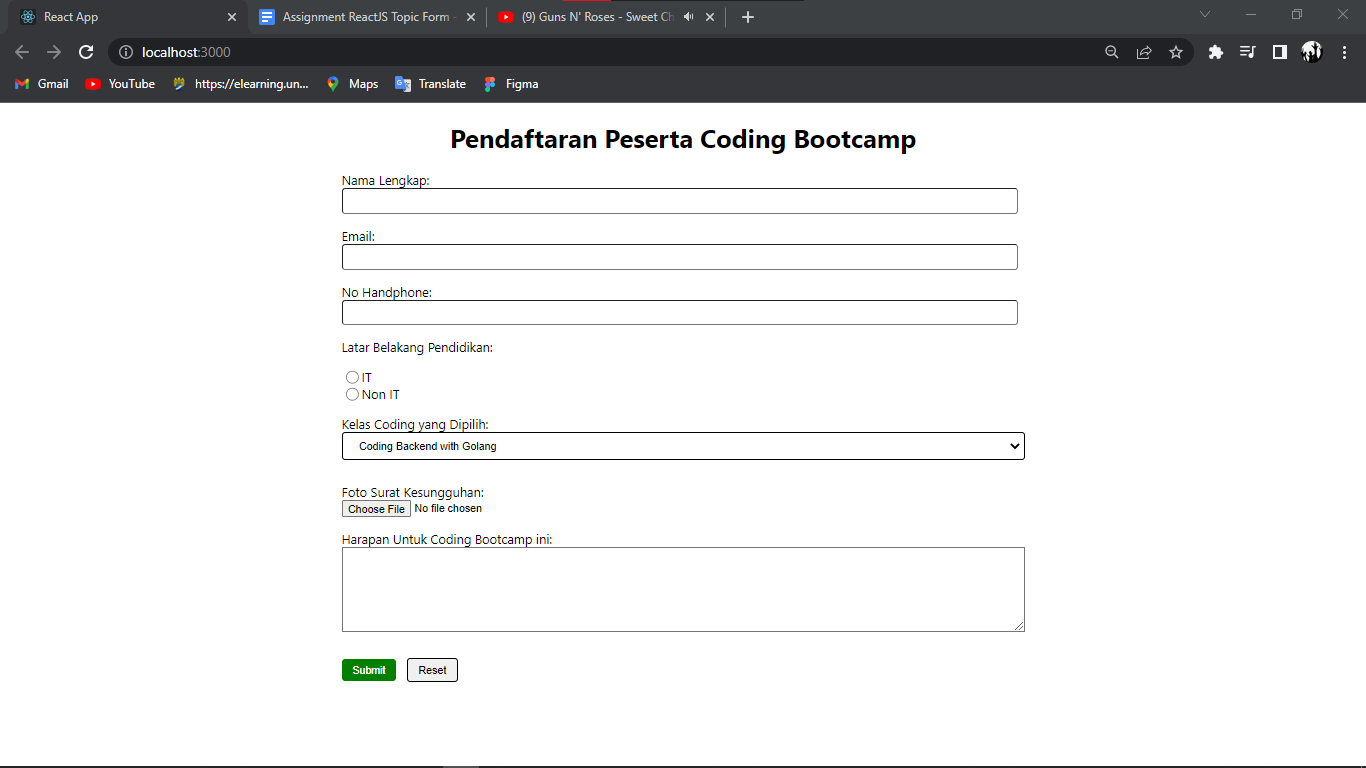 React App
Assignment ReactJS Topic Form -
(9) Guns N' Roses - Sweet Ch
localhost:3000
Gmail YouTube https://elearning.un... Maps Translate Figma
Pendaftaran Peserta Coding Bootcamp
Nama Lengkap:
Email:
No Handphone:
Latar Belakang Pendidikan:
IT
Non IT
Kelas Coding yang Dipilih:
Coding Backend with Golang
Foto Surat Kesungguhan:
Choose File No file chosen
Harapan Untuk Coding Bootcamp ini:
Submit Reset